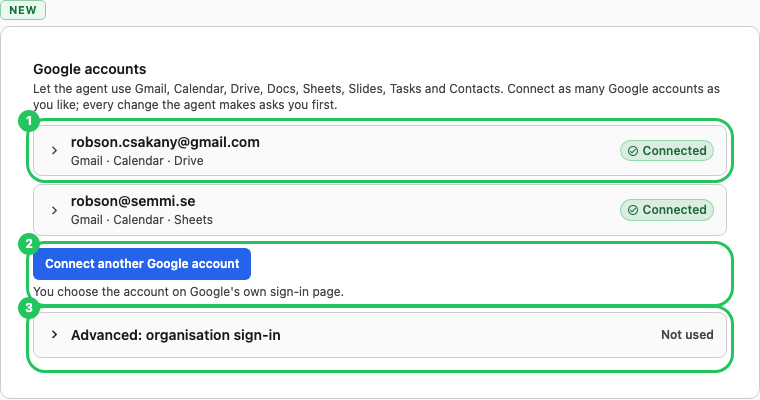 NEW
Google accounts
Let the agent use Gmail, Calendar, Drive, Docs, Sheets, Slides, Tasks and Contacts. Connect as many Google accounts as
you like; every change the agent makes asks you first.
1
robson.csakany@gmail.com
Gmail · Calendar · Drive
Connected
robson@semmi.se
Gmail · Calendar · Sheets
Connected
2
Connect another Google account
You choose the account on Google's own sign-in page.
3
Advanced: organisation sign-in
Not used